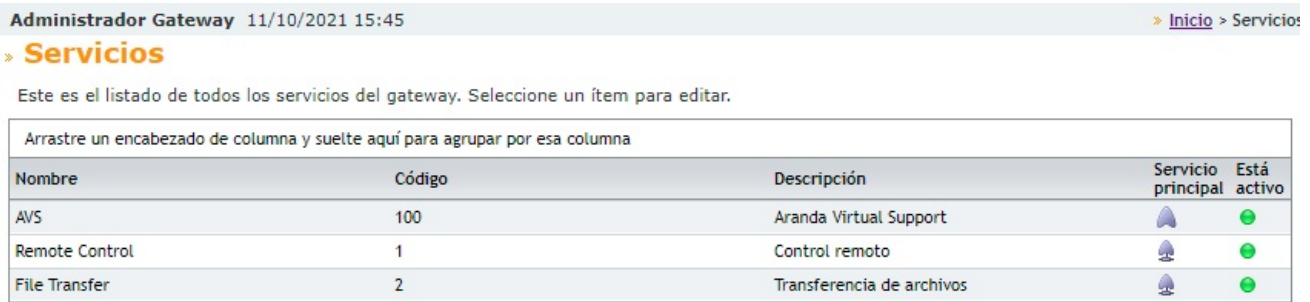 Administrador Gateway 11/10/2021 15:45 » Inicio > Servicios
» Servicios
Este es el listado de todos los servicios del gateway. Seleccione un ítem para editar.
Arrastre un encabezado de columna y suelte aquí para agrupar por esa columna
Nombre Código Descripción Servicio principal Está activo
AVS 100 Aranda Virtual Support
Remote Control 1 Control remoto
File Transfer 2 Transferencia de archivos